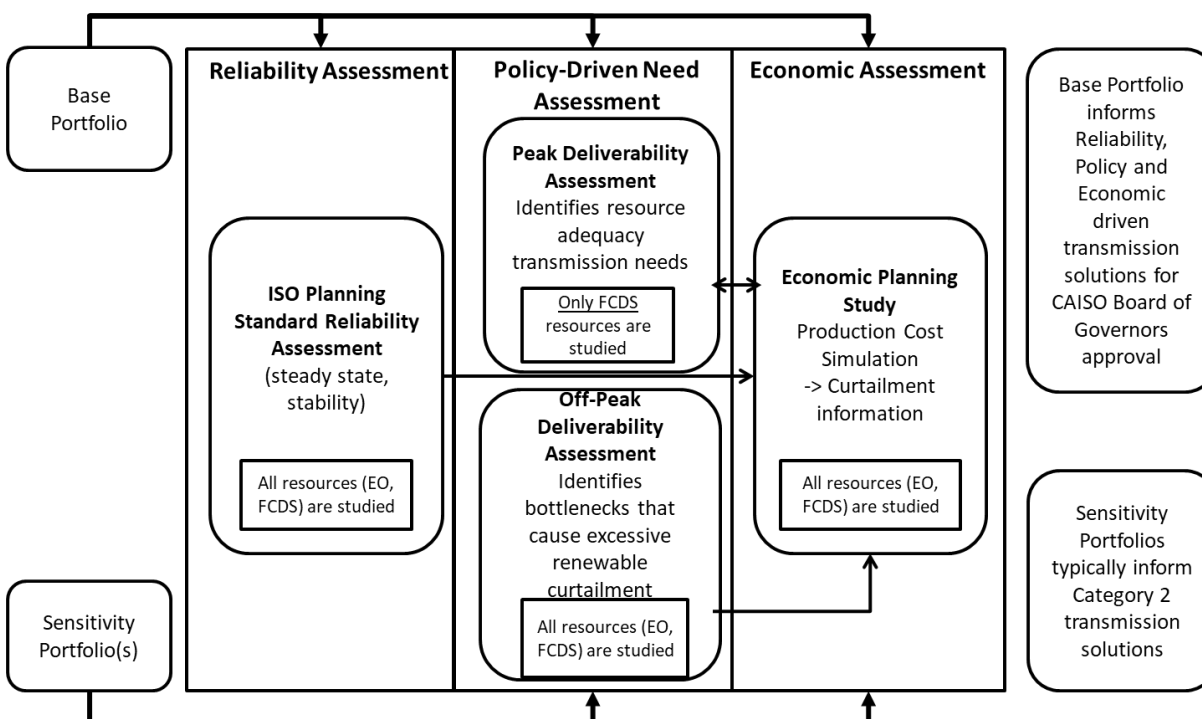 Base
Portfolio
Sensitivity
Portfolio(s)
Reliability Assessment
ISO Planning
Standard Reliability
Assessment
(steady state,
stability)
All resources (EO,
FCDS) are studied
Policy-Driven Need
Assessment
Peak Deliverability
Assessment
Identifies resource
adequacy
transmission needs
Only FCDS
resources are
studied
Off-Peak
Deliverability
Assessment
Identifies
bottlenecks that
cause excessive
renewable
curtailment
All resources (EO,
FCDS) are studied
Economic Assessment
Economic Planning
Study
Production Cost
Simulation
-> Curtailment
information
All resources (EO,
FCDS) are studied
Base Portfolio
informs
Reliability,
Policy and
Economic
driven
transmission
solutions for
CAISO Board of
Governors
approval
Sensitivity
Portfolios
typically inform
Category 2
transmission
solutions